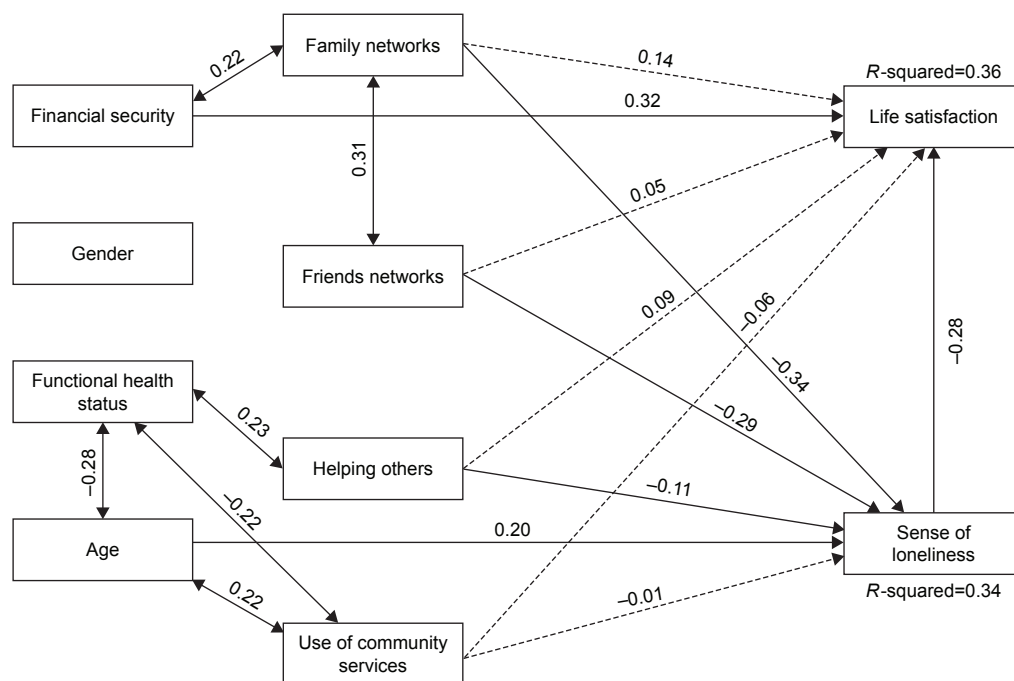 Family networks
0.22
0.14
R-squared=0.36
Financial security
0.32
Life satisfaction
0.31
0.05
Gender
Friends networks
0.09
–0.06
–0.28
–0.34
Functional health
status
0.23
–0.29
Helping others
–0.28
–0.11
–0.22
Age
0.20
Sense of
loneliness
0.22
–0.01
R-squared=0.34
Use of community
services